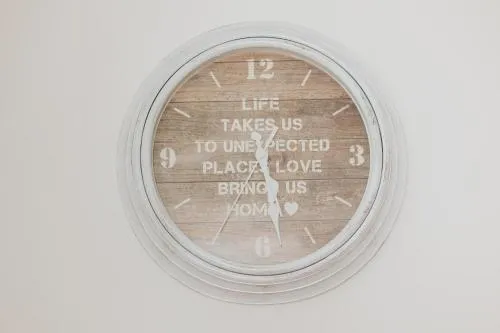 12
LIFE
TAKES US
TO UNEXPECTED
9 PLACES LOVE 3
BRINGS US
HOME
6